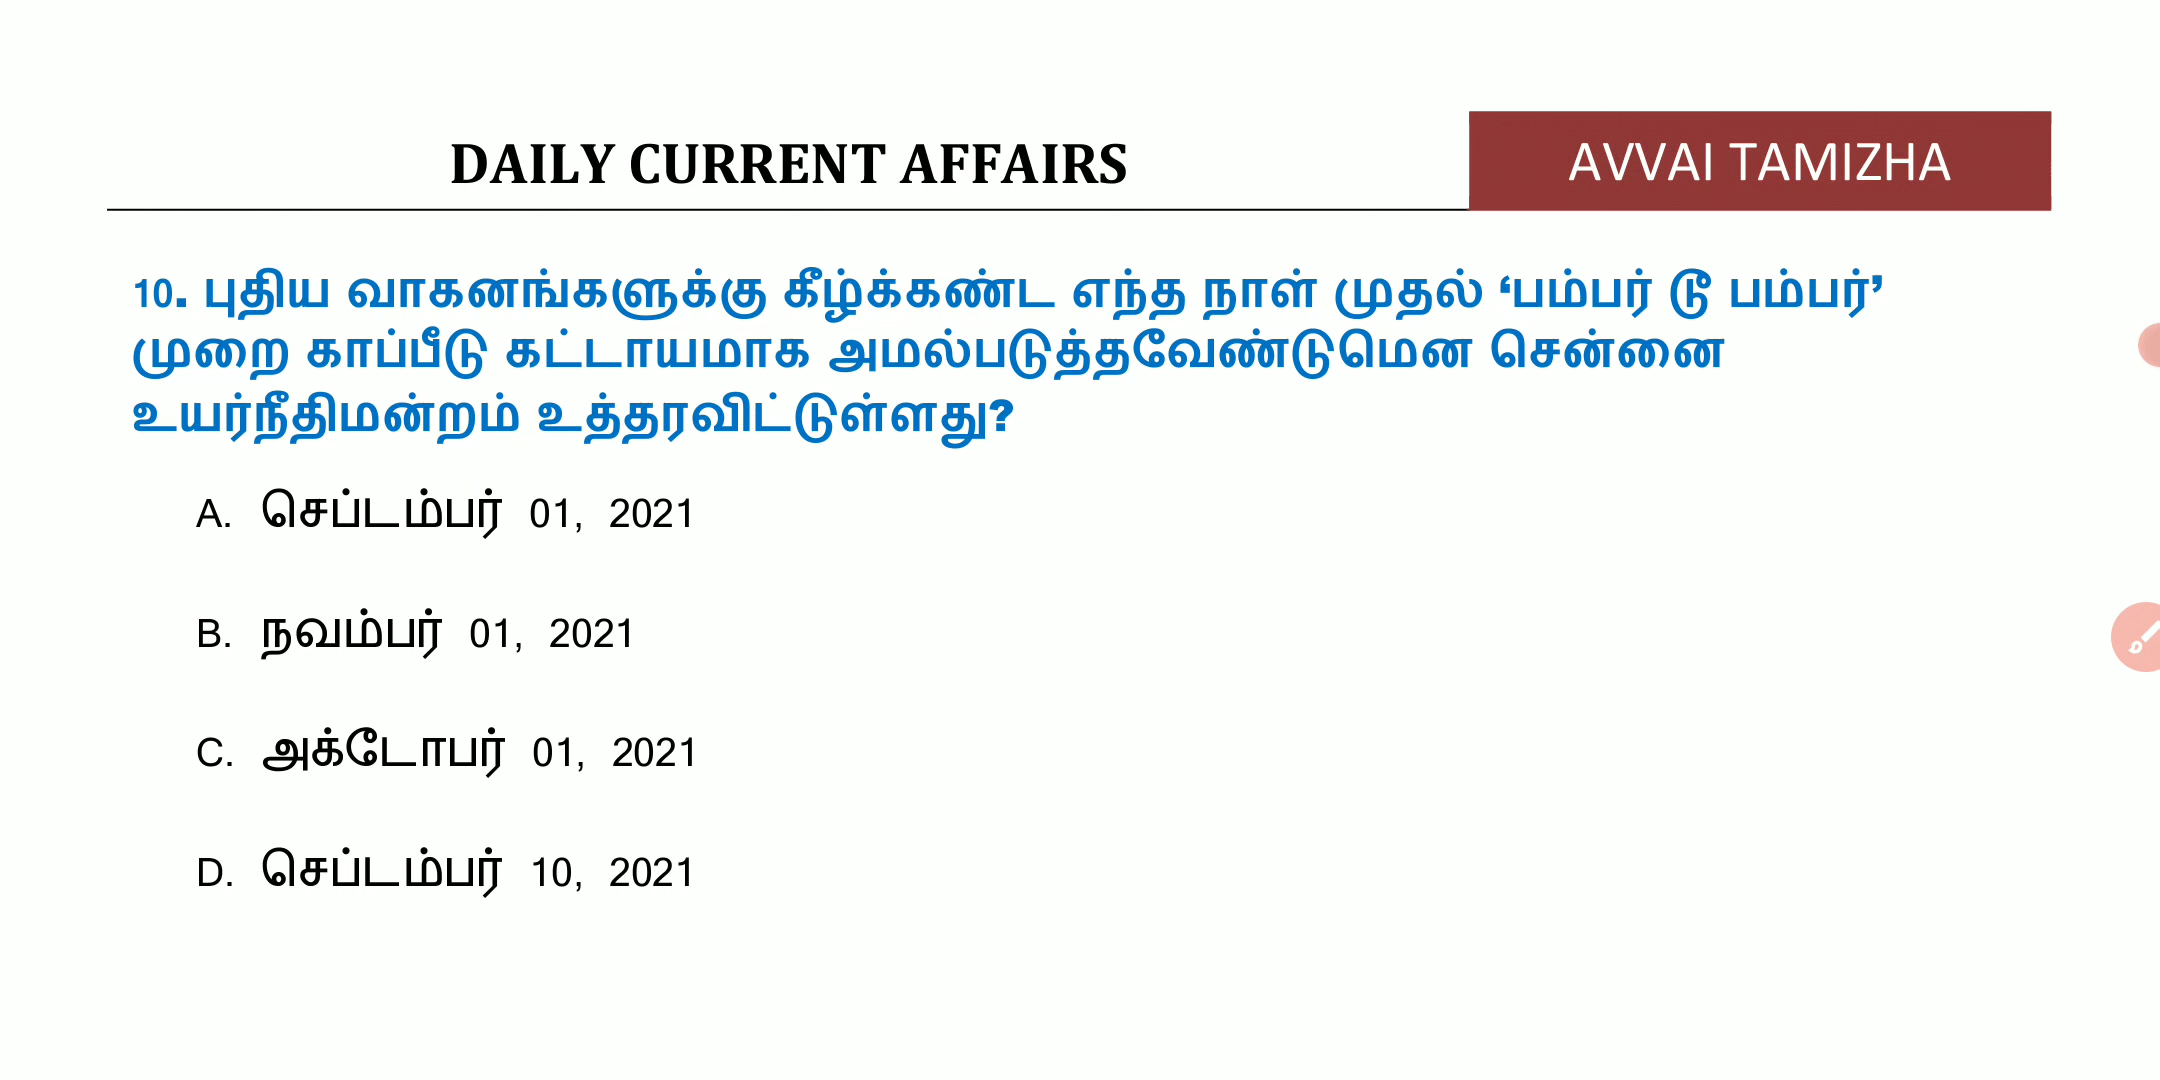 DAILY CURRENT AFFAIRS
AVVAI TAMIZHA
10. புதிய வாகனங்களுக்கு கீழ்க்கண்ட எந்த நாள் முதல் ‘பம்பர் டூ பம்பர்’
முறை காப்பீடு கட்டாயமாக அமல்படுத்தவேண்டுமென சென்னை
உயர்நீதிமன்றம் உத்தரவிட்டுள்ளது?
A. செப்டம்பர் 01, 2021
B. நவம்பர் 01, 2021
C. அக்டோபர் 01, 2021
D. செப்டம்பர் 10, 2021